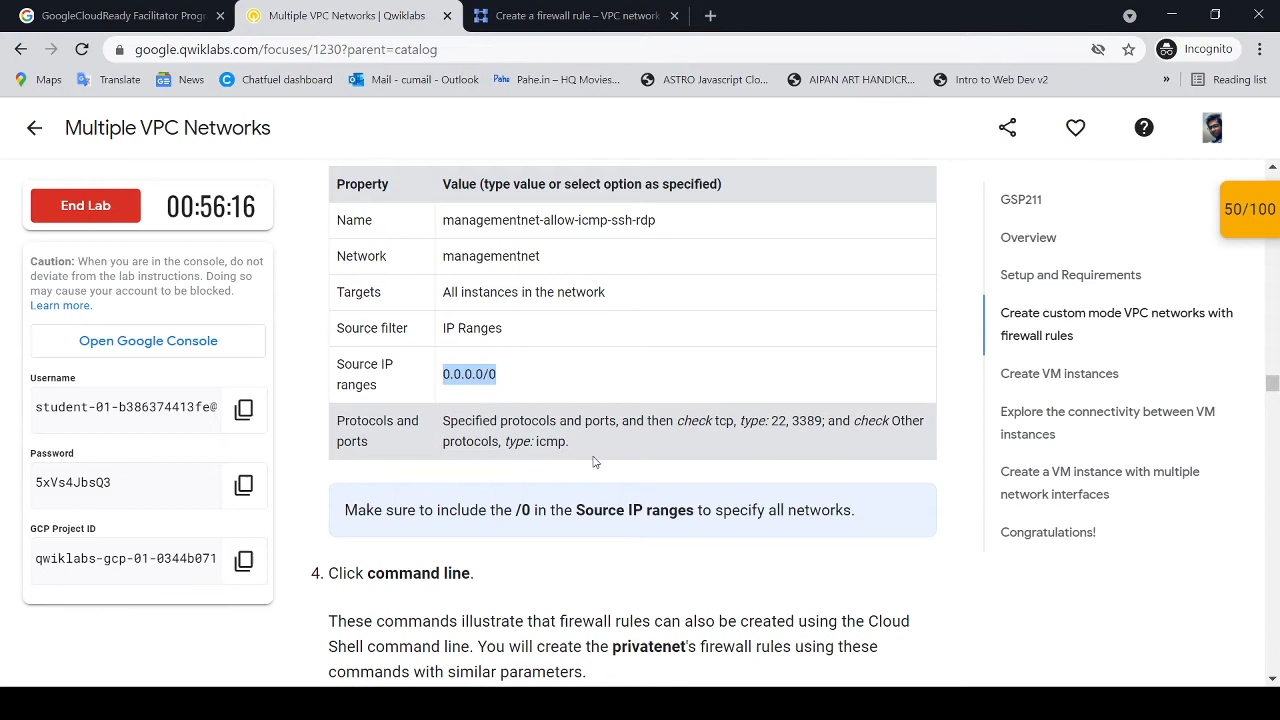 GoogleCloudReady Facilitator Progr
Multiple VPC Networks | Qwiklabs
Create a firewall rule – VPC network
google.qwiklabs.com/focuses/1230?parent=catalog
Incognito
Maps
Translate
News
Chatfuel dashboard
Mail - cumail - Outlook
Pahe Pahe.in – HQ Movies...
ASTRO Javascript Clo...
AIPAN ART(HANDICR...
Intro to Web Dev v2
»
Reading list
Multiple VPC Networks
End Lab
00:56:16
Caution: When you are in the console, do not
deviate from the lab instructions. Doing so
may cause your account to be blocked.
Learn more.
Open Google Console
Username
student-01-b386374413fe@
Password
5xVs4JbsQ3
GCP Project ID
qwiklabs-gcp-01-0344b071
Property Value (type value or select option as specified)
Name managementnet-allow-icmp-ssh-rdp
Network managementnet
Targets All instances in the network
Source filter IP Ranges
Source IP
ranges
0.0.0.0/0
Protocols and
ports
Specified protocols and ports, and then check tcp, type: 22, 3389; and check Other
protocols, type: icmp.
Make sure to include the /0 in the Source IP ranges to specify all networks.
4. Click command line.
These commands illustrate that firewall rules can also be created using the Cloud
Shell command line. You will create the privatenet's firewall rules using these
commands with similar parameters.
GSP211
Overview
Setup and Requirements
Create custom mode VPC networks with
firewall rules
Create VM instances
Explore the connectivity between VM
instances
Create a VM instance with multiple
network interfaces
Congratulations!
50/100